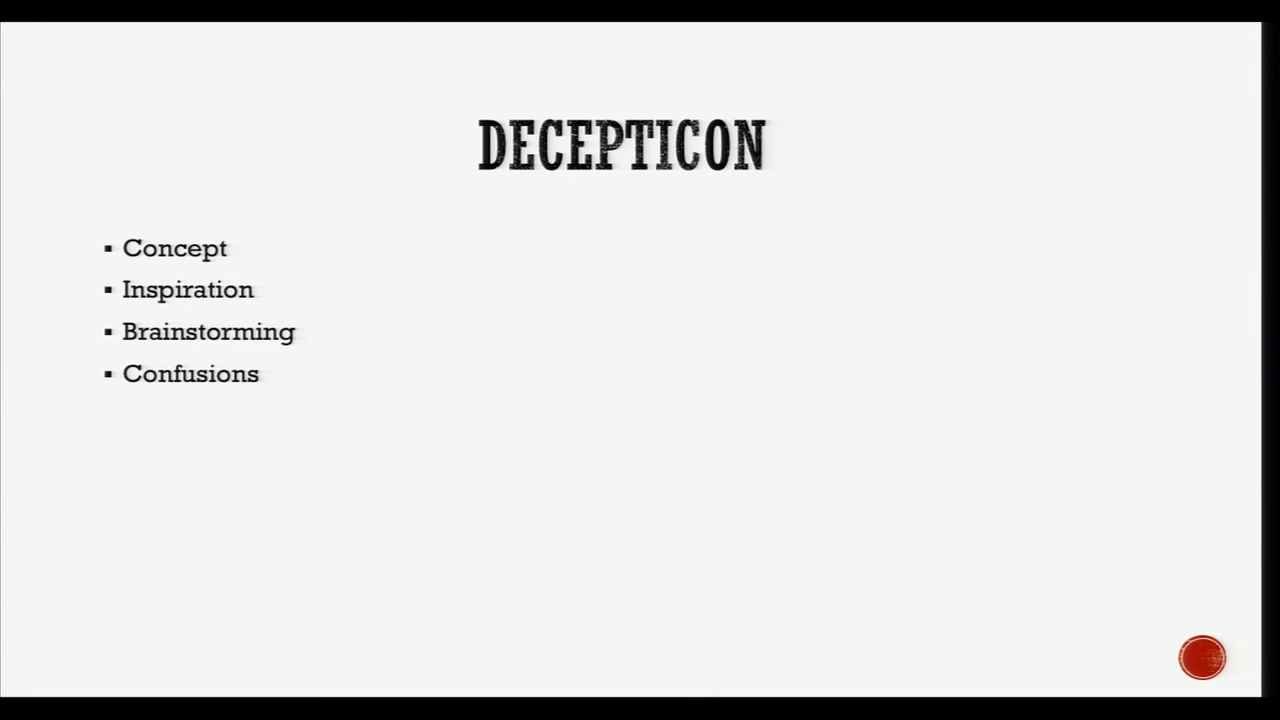 DECEPTICON
▪ Concept
▪ Inspiration
▪ Brainstorming
▪ Confusions